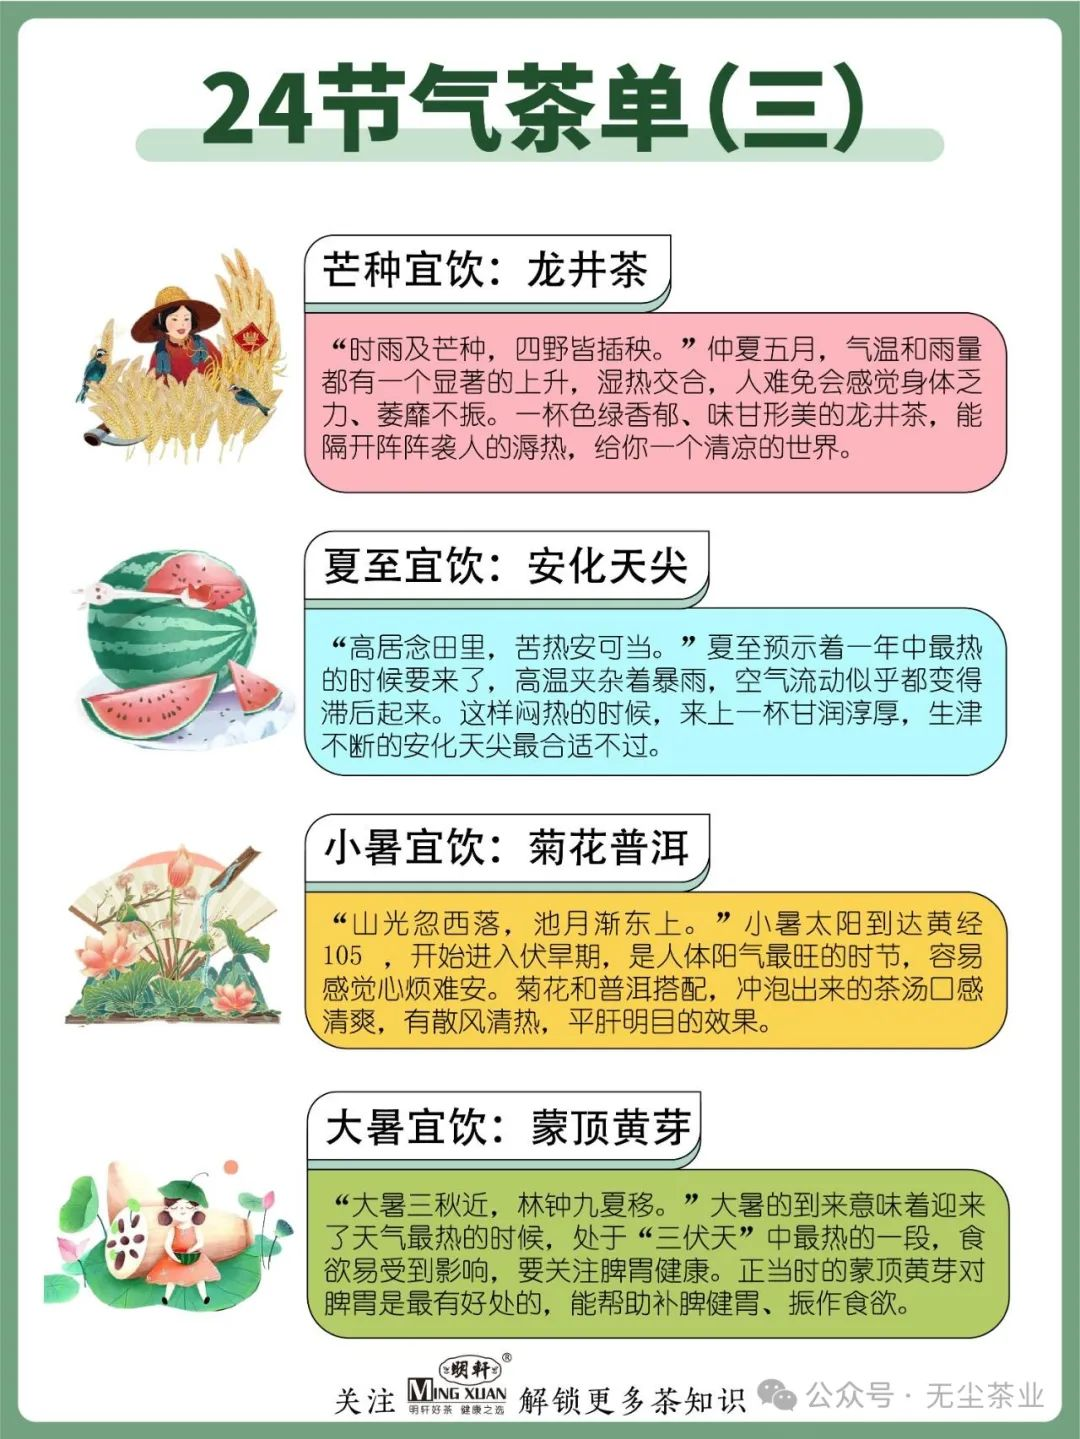 24节气茶单(三)
芒种宜饮：龙井茶
“时雨及芒种，四野皆插秧。”仲夏五月，气温和雨量
都有一个显著的上升，湿热交合，人难免会感觉身体乏
力、萎靡不振。一杯色绿香郁、味甘形美的龙井茶，能
隔开阵阵袭人的溽热，给你一个清凉的世界。
夏至宜饮：安化天尖
“高居念田里，苦热安可当。”夏至预示着一年中最热
的时候要来了，高温夹杂着暴雨，空气流动似乎都变得
滞后起来。这样闷热的时候，来上一杯甘润淳厚，生津
不断的安化天尖最合适不过。
小暑宜饮：菊花普洱
“山光忽西落，池月渐东上。”小暑太阳到达黄经
105 ，开始进入伏旱期，是人体阳气最旺的时节，容易
感觉心烦难安。菊花和普洱搭配，冲泡出来的茶汤口感
清爽，有散风清热，平肝明目的效果。
大暑宜饮：蒙顶黄芽
“大暑三秋近，林钟九夏移。”大暑的到来意味着迎来
了天气最热的时候，处于“三伏天”中最热的一段，食
欲易受到影响，要关注脾胃健康。正当时的蒙顶黄芽对
脾胃是最有好处的，能帮助补脾健胃、振作食欲。
关注 明轩® MING XUAN 明轩好茶 健康之选 解锁更多茶知识
公众号·无尘茶业